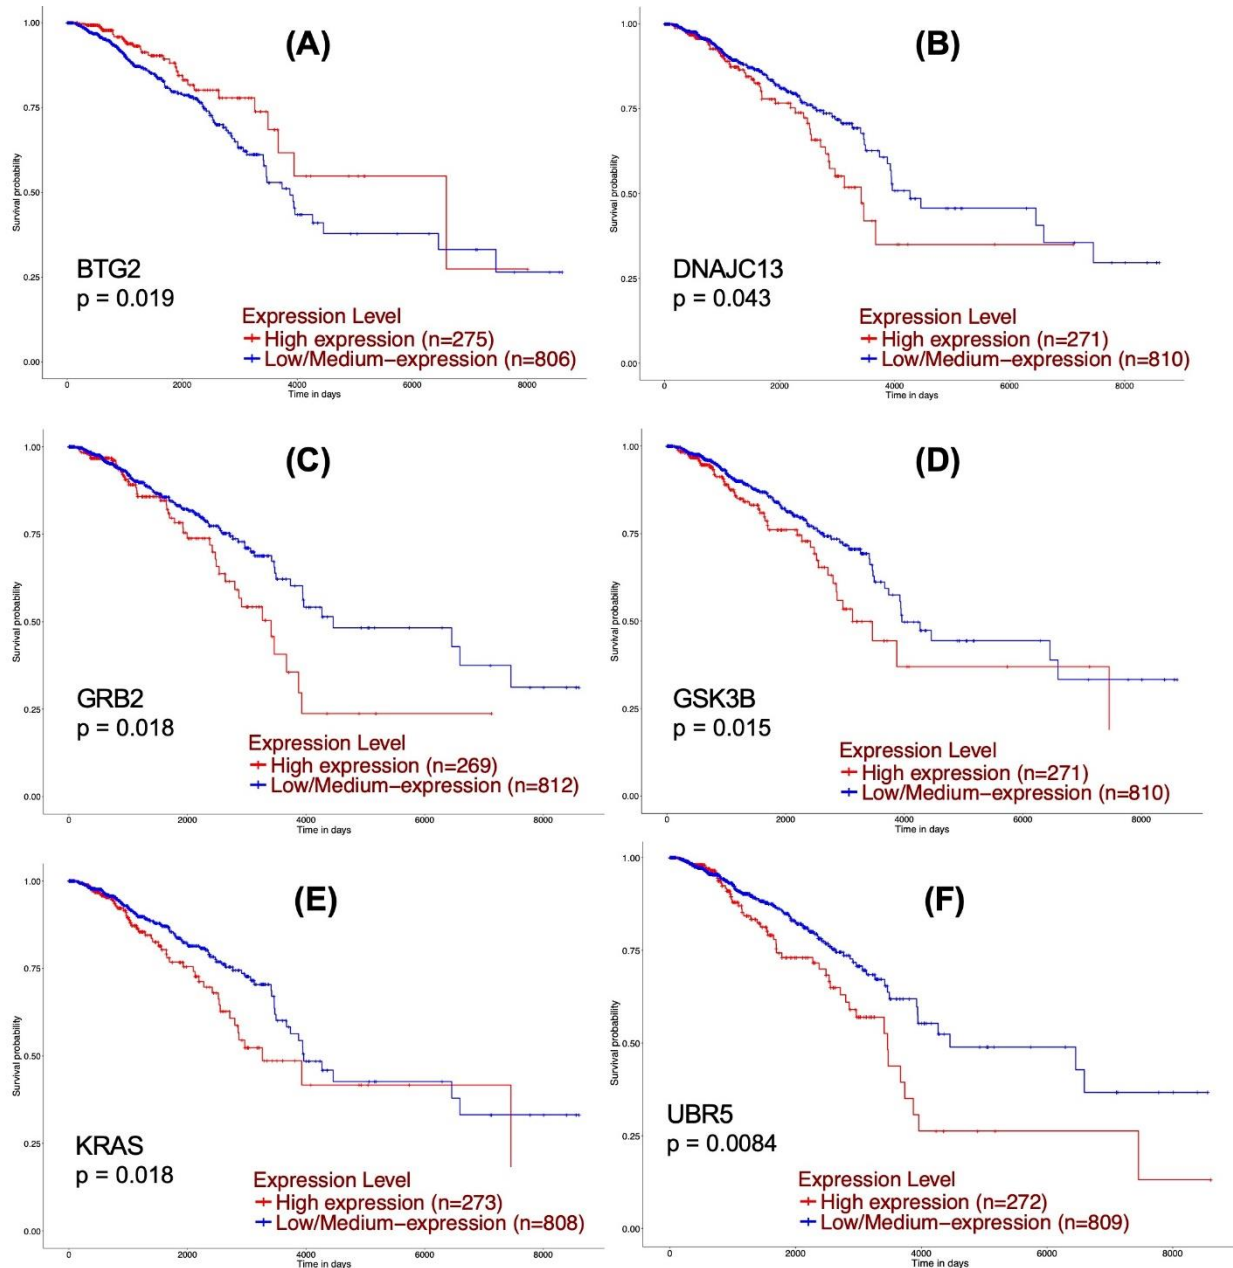 (A)
1.00
0.75
0.50
0.25
0.00
Survival probability
BTG2
p = 0.019
Expression Level
High expression (n=275)
Low/Medium-expression (n=806)
0 2000 4000 6000 8000
Time in days
(B)
1.00
0.75
0.50
0.25
0.00
Survival probability
DNAJC13
p = 0.043
Expression Level
High expression (n=271)
Low/Medium-expression (n=810)
0 2000 4000 6000 8000
Time in days
(C)
1.00
0.75
0.50
0.25
0.00
Survival probability
GRB2
p = 0.018
Expression Level
High expression (n=269)
Low/Medium-expression (n=812)
0 2000 4000 6000 8000
Time in days
(D)
1.00
0.75
0.50
0.25
0.00
Survival probability
GSK3B
p = 0.015
Expression Level
High expression (n=271)
Low/Medium-expression (n=810)
0 2000 4000 6000 8000
Time in days
(E)
1.00
0.75
0.50
0.25
0.00
Survival probability
KRAS
p = 0.018
Expression Level
High expression (n=273)
Low/Medium-expression (n=808)
0 2000 4000 6000 8000
Time in days
(F)
1.00
0.75
0.50
0.25
0.00
Survival probability
UBR5
p = 0.0084
Expression Level
High expression (n=272)
Low/Medium-expression (n=809)
0 2000 4000 6000 8000
Time in days